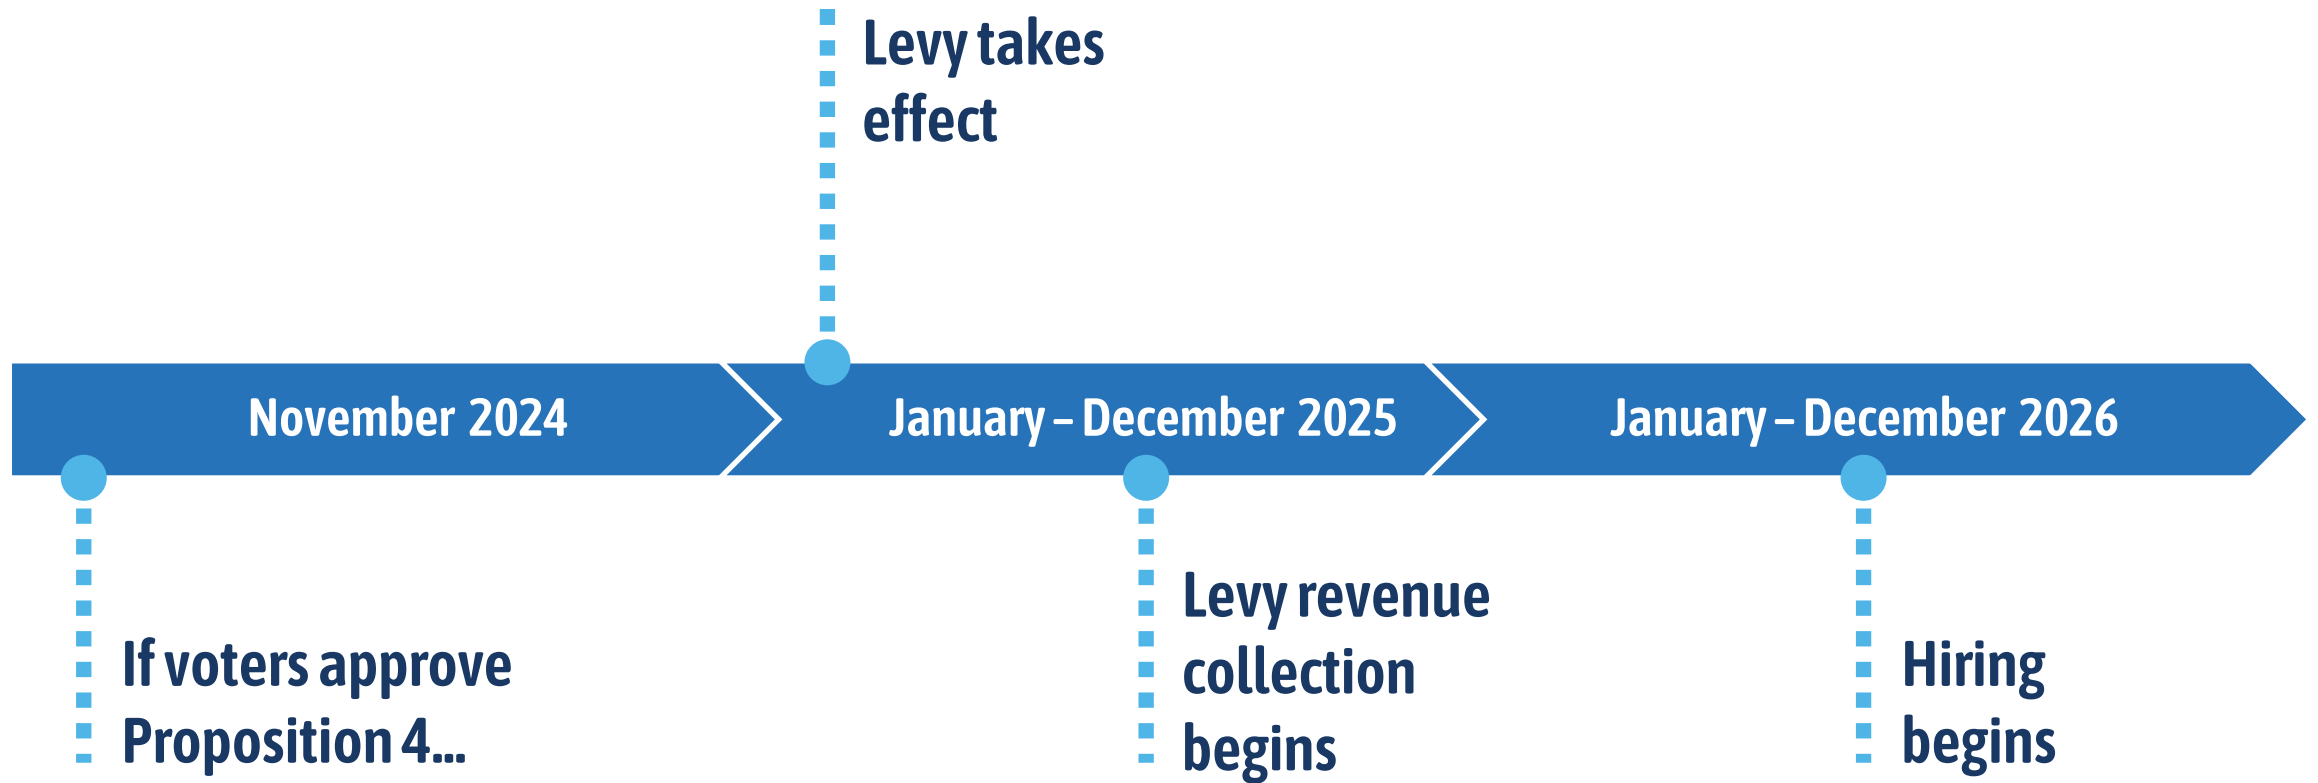 Levy takes
effect
November 2024
January – December 2025
January – December 2026
If voters approve
Proposition 4...
Levy revenue
collection
begins
Hiring
begins